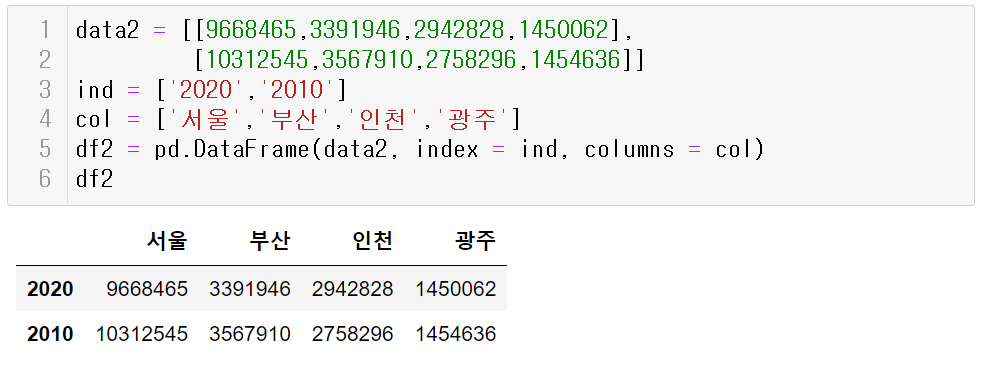 1 data2 = [[9668465,3391946,2942828,1450062],
2 [10312545,3567910,2758296,1454636]]
3 ind = ['2020','2010']
4 col = ['서울','부산','인천','광주']
5 df2 = pd.DataFrame(data2, index = ind, columns = col)
6 df2
서울 부산 인천 광주
2020 9668465 3391946 2942828 1450062
2010 10312545 3567910 2758296 1454636